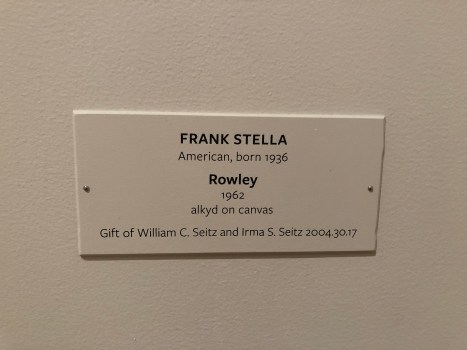 FRANK STELLA
American, born 1936
Rowley
1962
alkyd on canvas
Gift of William C. Seitz and Irma S. Seitz 2004.30.17